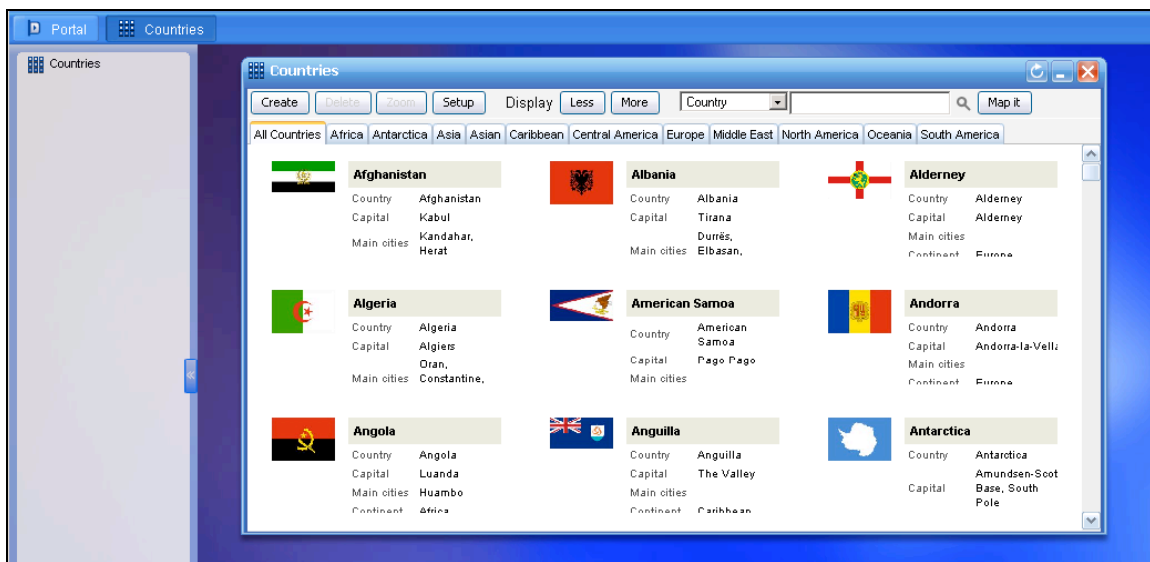 Portal Countries
Countries
Countries
Create Delete Zoom Setup Display Less More Country Map it
All Countries Africa Antarctica Asia Asian Caribbean Central America Europe Middle East North America Oceania South America
Afghanistan
Country Afghanistan
Capital Kabul
Main cities Kandahar,
Herat
Albania
Country Albania
Capital Tirana
Main cities Durrës,
Elbasan,
Alderney
Country Alderney
Capital Alderney
Main cities
Continent Europe
Algeria
Country Algeria
Capital Algiers
Main cities Oran,
Constantine,
American Samoa
Country American
Samoa
Capital Pago Pago
Main cities
Andorra
Country Andorra
Capital Andorra-la-Vella
Main cities
Continent Europe
Angola
Country Angola
Capital Luanda
Main cities Huambo
Continent Africa
Anguilla
Country Anguilla
Capital The Valley
Main cities
Continent Caribbean
Antarctica
Country Antarctica
Capital Amundsen-Scot
Base, South
Pole